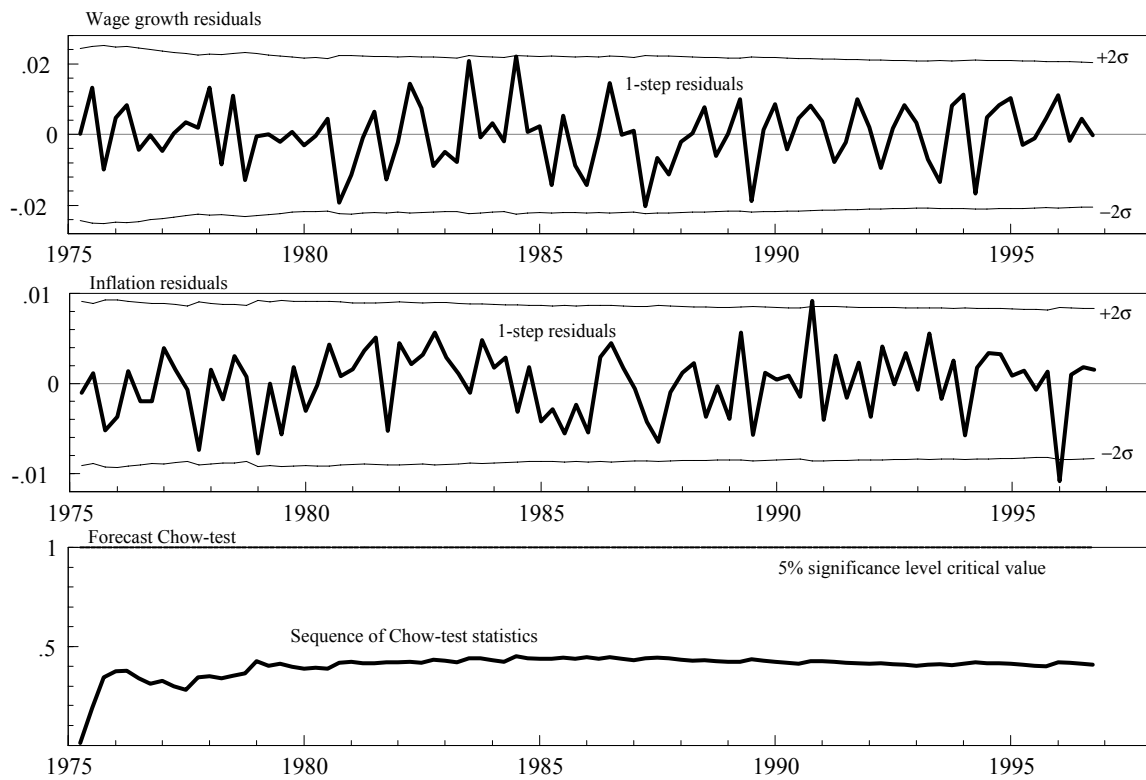 Wage growth residuals
.02
+2σ
1-step residuals
0
-.02
−2σ
1975 1980 1985 1990 1995
Inflation residuals
.01
+2σ
1-step residuals
0
−2σ
-.01
1975 1980 1985 1990 1995
Forecast Chow-test
1
5% significance level critical value
Sequence of Chow-test statistics
.5
1975 1980 1985 1990 1995